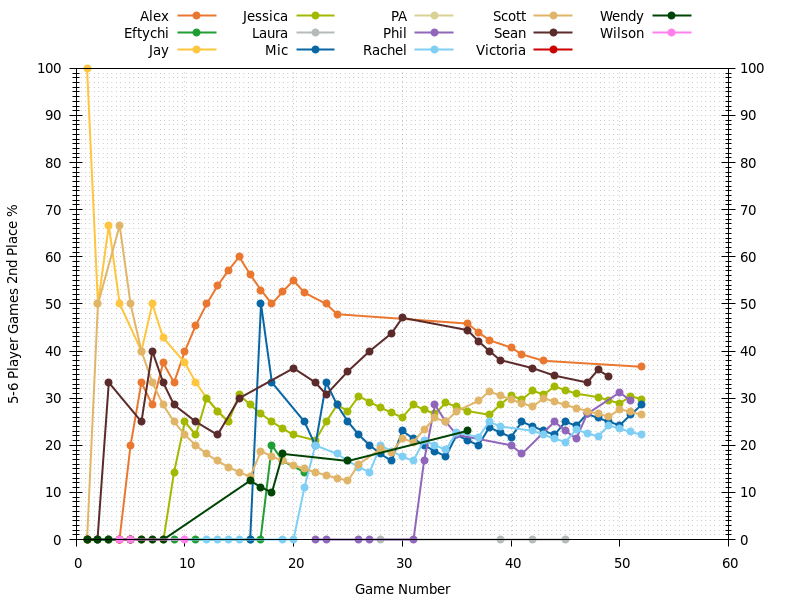 Alex Jessica PA Scott Wendy
Eftychi Laura Phil Sean Wilson
Jay Mic Rachel Victoria
100 100
90 90
80 80
70 70
60 60
50 50
40 40
30 30
20 20
10 10
0 0
0 10 20 30 40 50 60
5-6 Player Games 2nd Place %
Game Number